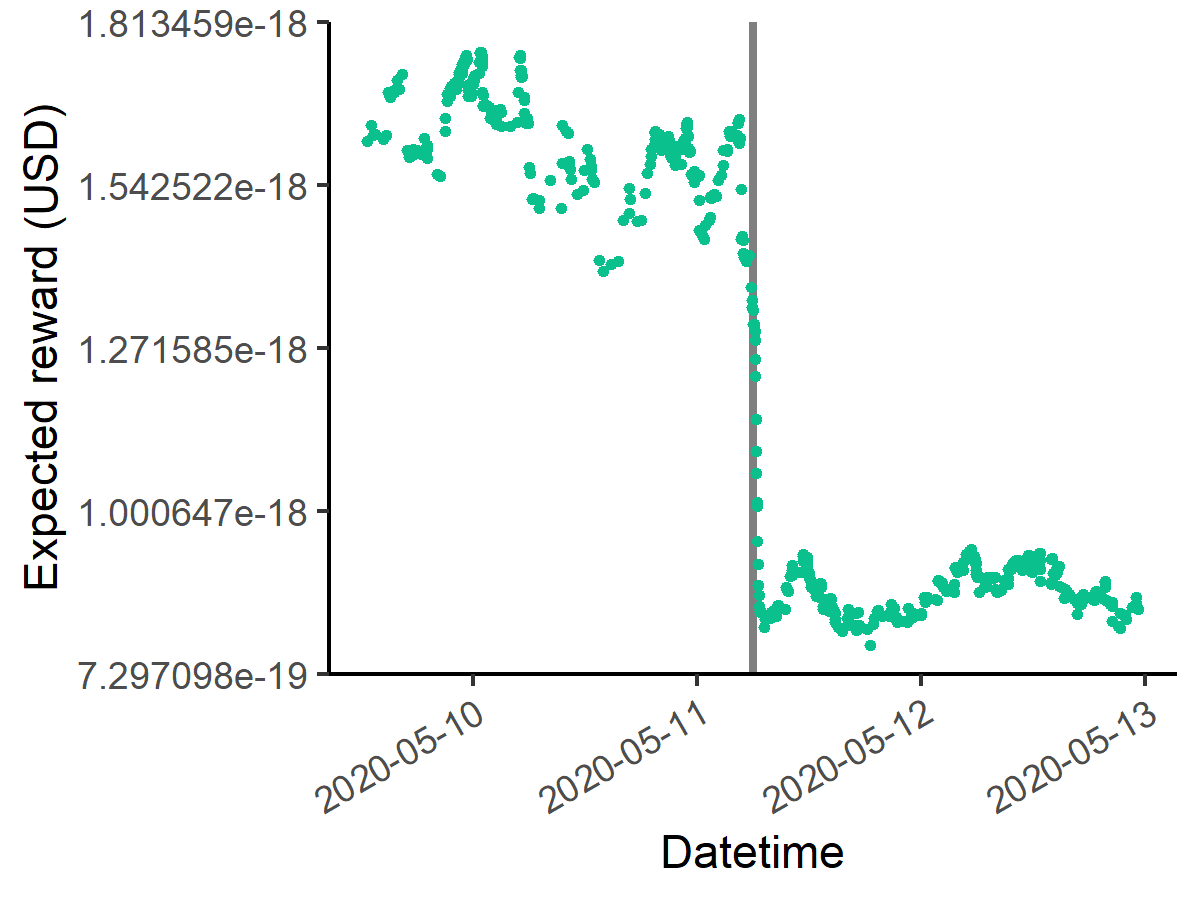 Expected reward (USD)
1.813459e-18
1.542522e-18
1.271585e-18
1.000647e-18
7.297098e-19
2020-05-10
2020-05-11
2020-05-12
2020-05-13
Datetime